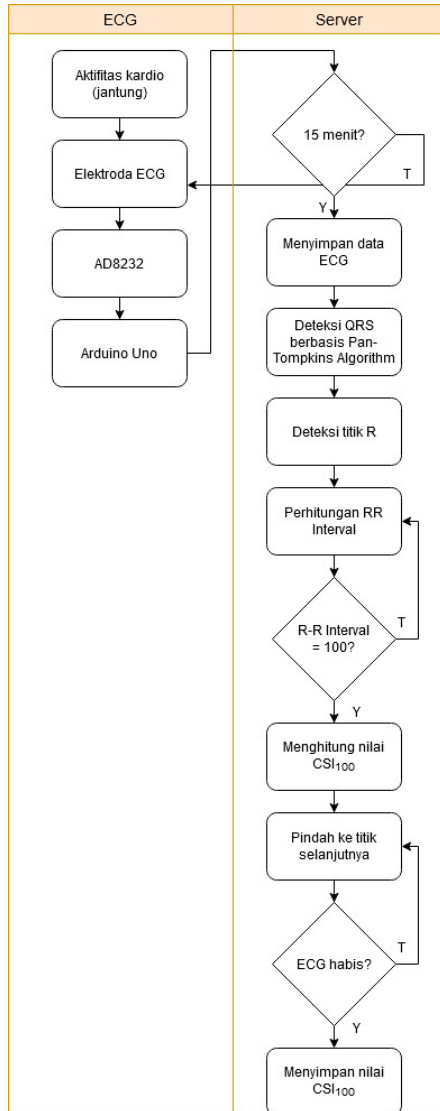 ECG
Server
Aktifitas kardio
(jantung)
Elektroda ECG
AD8232
Arduino Uno
15 menit?
T
Y
Menyimpan data
ECG
Deteksi QRS
berbasis Pan-
Tompkins Algorithm
Deteksi titik R
Perhitungan RR
Interval
R-R Interval
= 100?
T
Y
Menghitung nilai
CSI₁₀₀
Pindah ke titik
selanjutnya
ECG habis?
T
Y
Menyimpan nilai
CSI₁₀₀